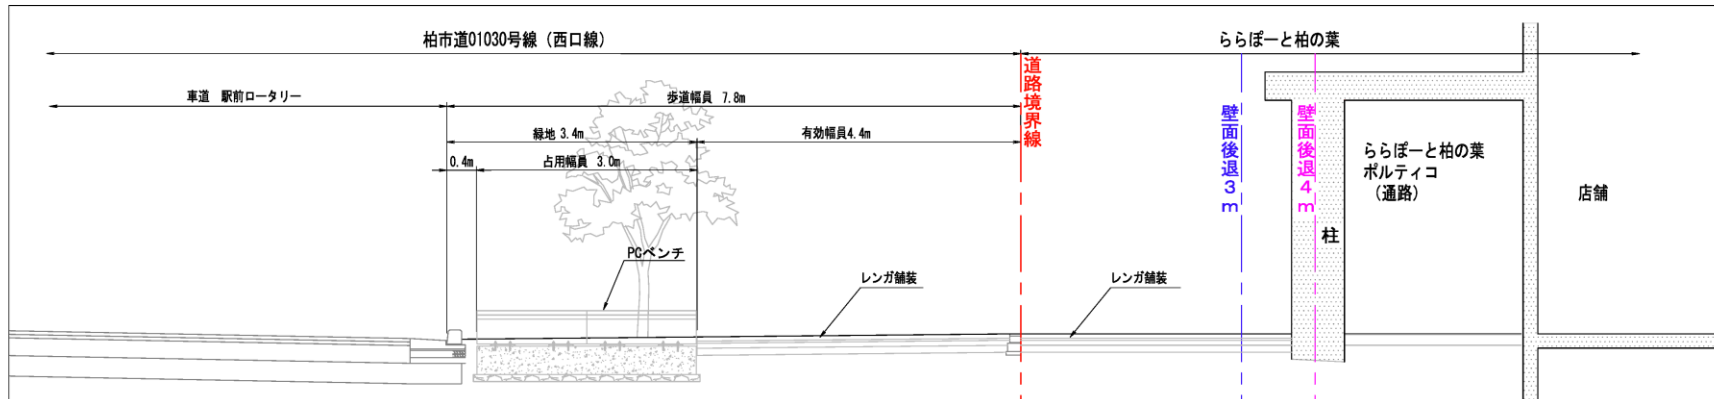 柏市道01030号線（西口線）
ららぽーと柏の葉
車道　駅前ロータリー
歩道幅員　7.8m
緑地 3.4m
有効幅員4.4m
0.4m
占用幅員　3.0m
道路境界線
壁面後退３ｍ
壁面後退４ｍ
ららぽーと柏の葉
ポルティコ
（通路）
店舗
柱
PCベンチ
レンガ舗装
レンガ舗装